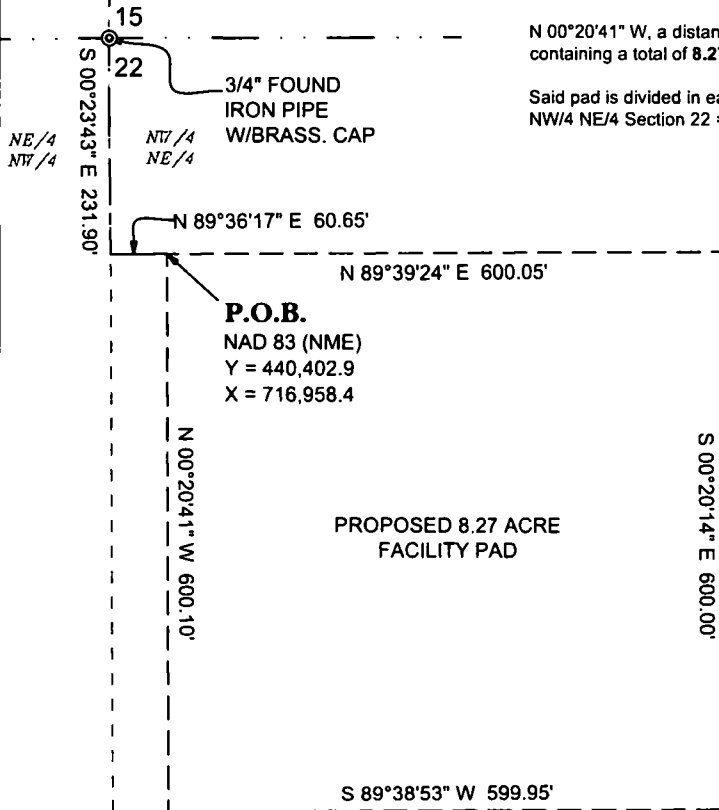 15
22
N 00°20'41" W, a distan
containing a total of 8.2
Said pad is divided in ea
NW/4 NE/4 Section 22 =
S 00°23'43" E 231.90'
3/4" FOUND
IRON PIPE
W/BRASS. CAP
NE/4
NW/4
NW/4
NE/4
N 89°36'17" E 60.65'
N 89°39'24" E 600.05'
P.O.B.
NAD 83 (NME)
Y = 440,402.9
X = 716,958.4
N 00°20'41" W 600.10'
PROPOSED 8.27 ACRE
FACILITY PAD
S 00°20'14" E 600.00'
S 89°38'53" W 599.95'